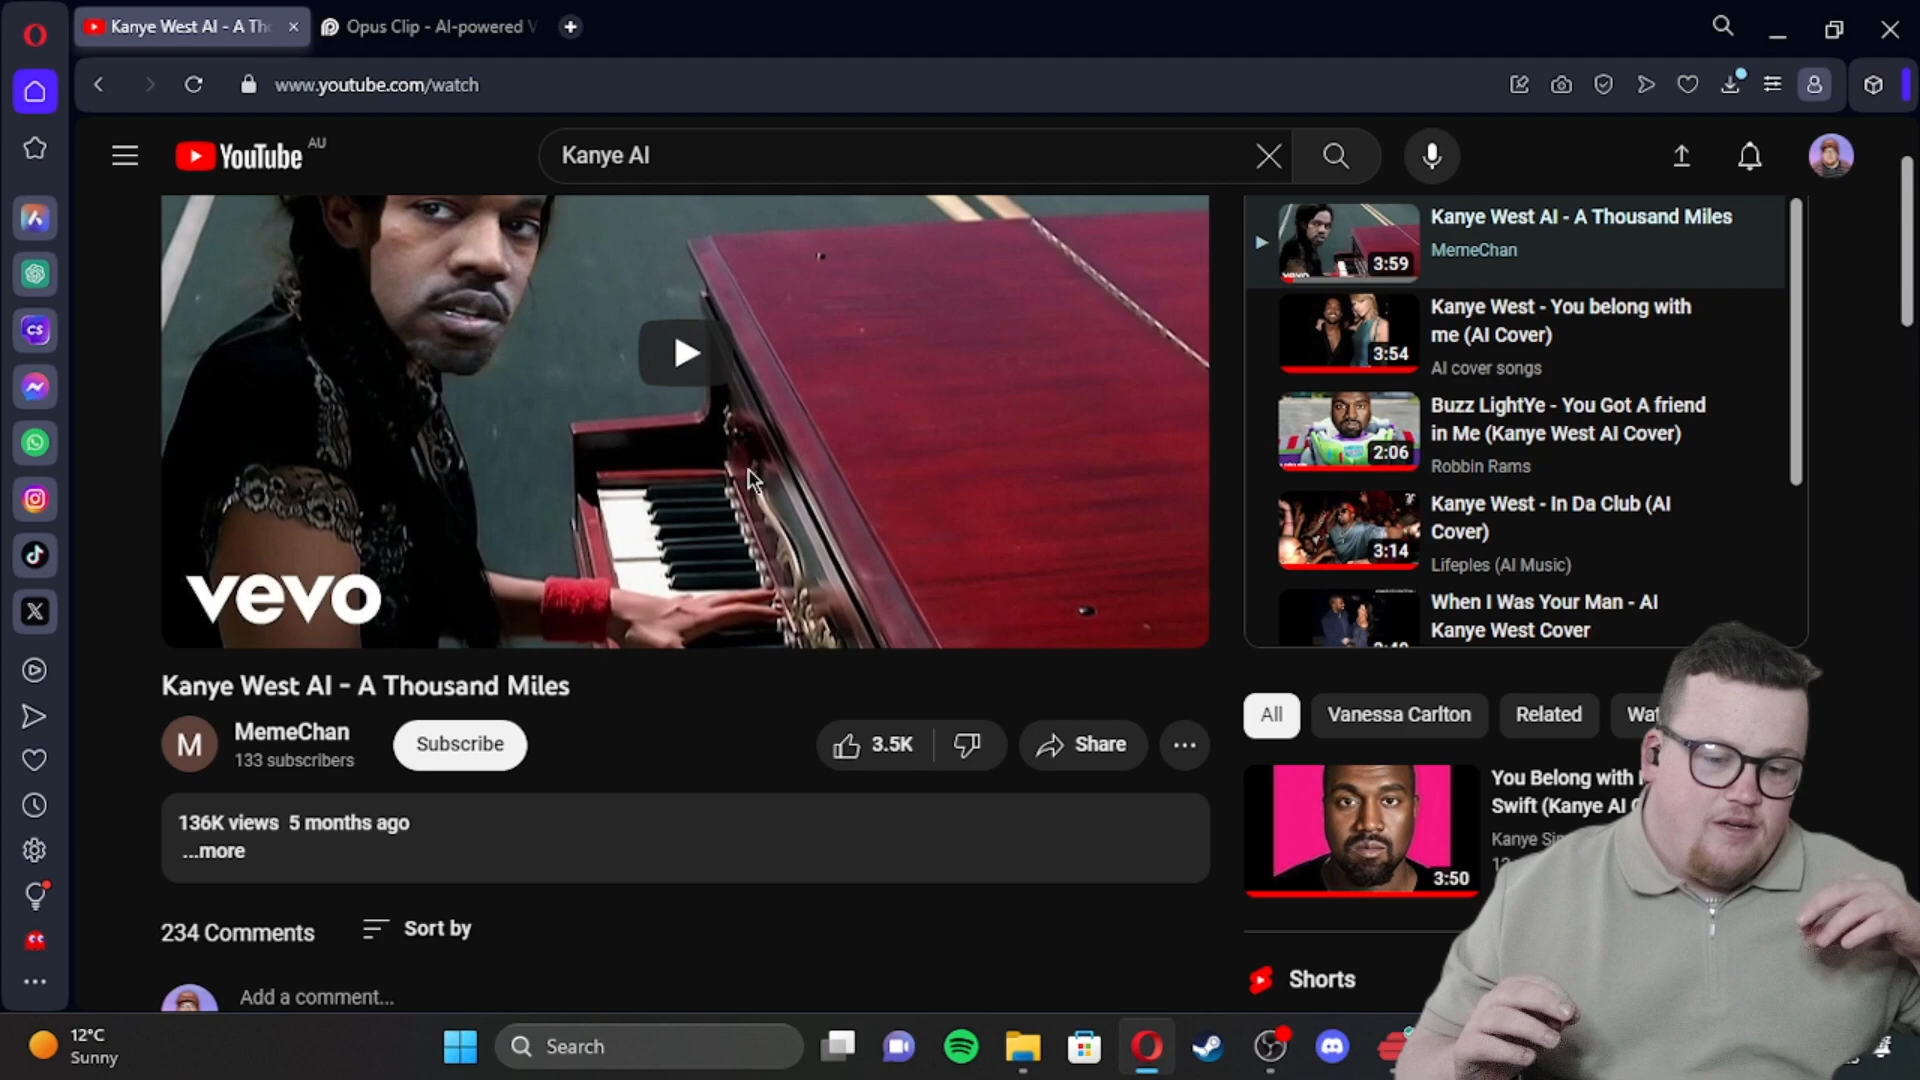 Kanye West AI - A Tho
Opus Clip - AI-powered V
www.youtube.com/watch
YouTube AU
Kanye AI
CS
vevo
Kanye West AI - A Thousand Miles
M
MemeChan
133 subscribers
Subscribe
3.5K
Share
136K views 5 months ago
...more
234 Comments
Sort by
Add a comment...
Kanye West AI - A Thousand Miles
MemeChan
3:59
Kanye West - You belong with
me (AI Cover)
AI cover songs
3:54
Buzz LightYe - You Got A friend
in Me (Kanye West AI Cover)
Robbin Rams
2:06
Kanye West - In Da Club (AI
Cover)
Lifeples (AI Music)
3:14
When I Was Your Man - AI
Kanye West Cover
All
Vanessa Carlton
Related
You Belong with
Swift (Kanye AI
Kanye
3:50
Shorts
12°C
Sunny
Search